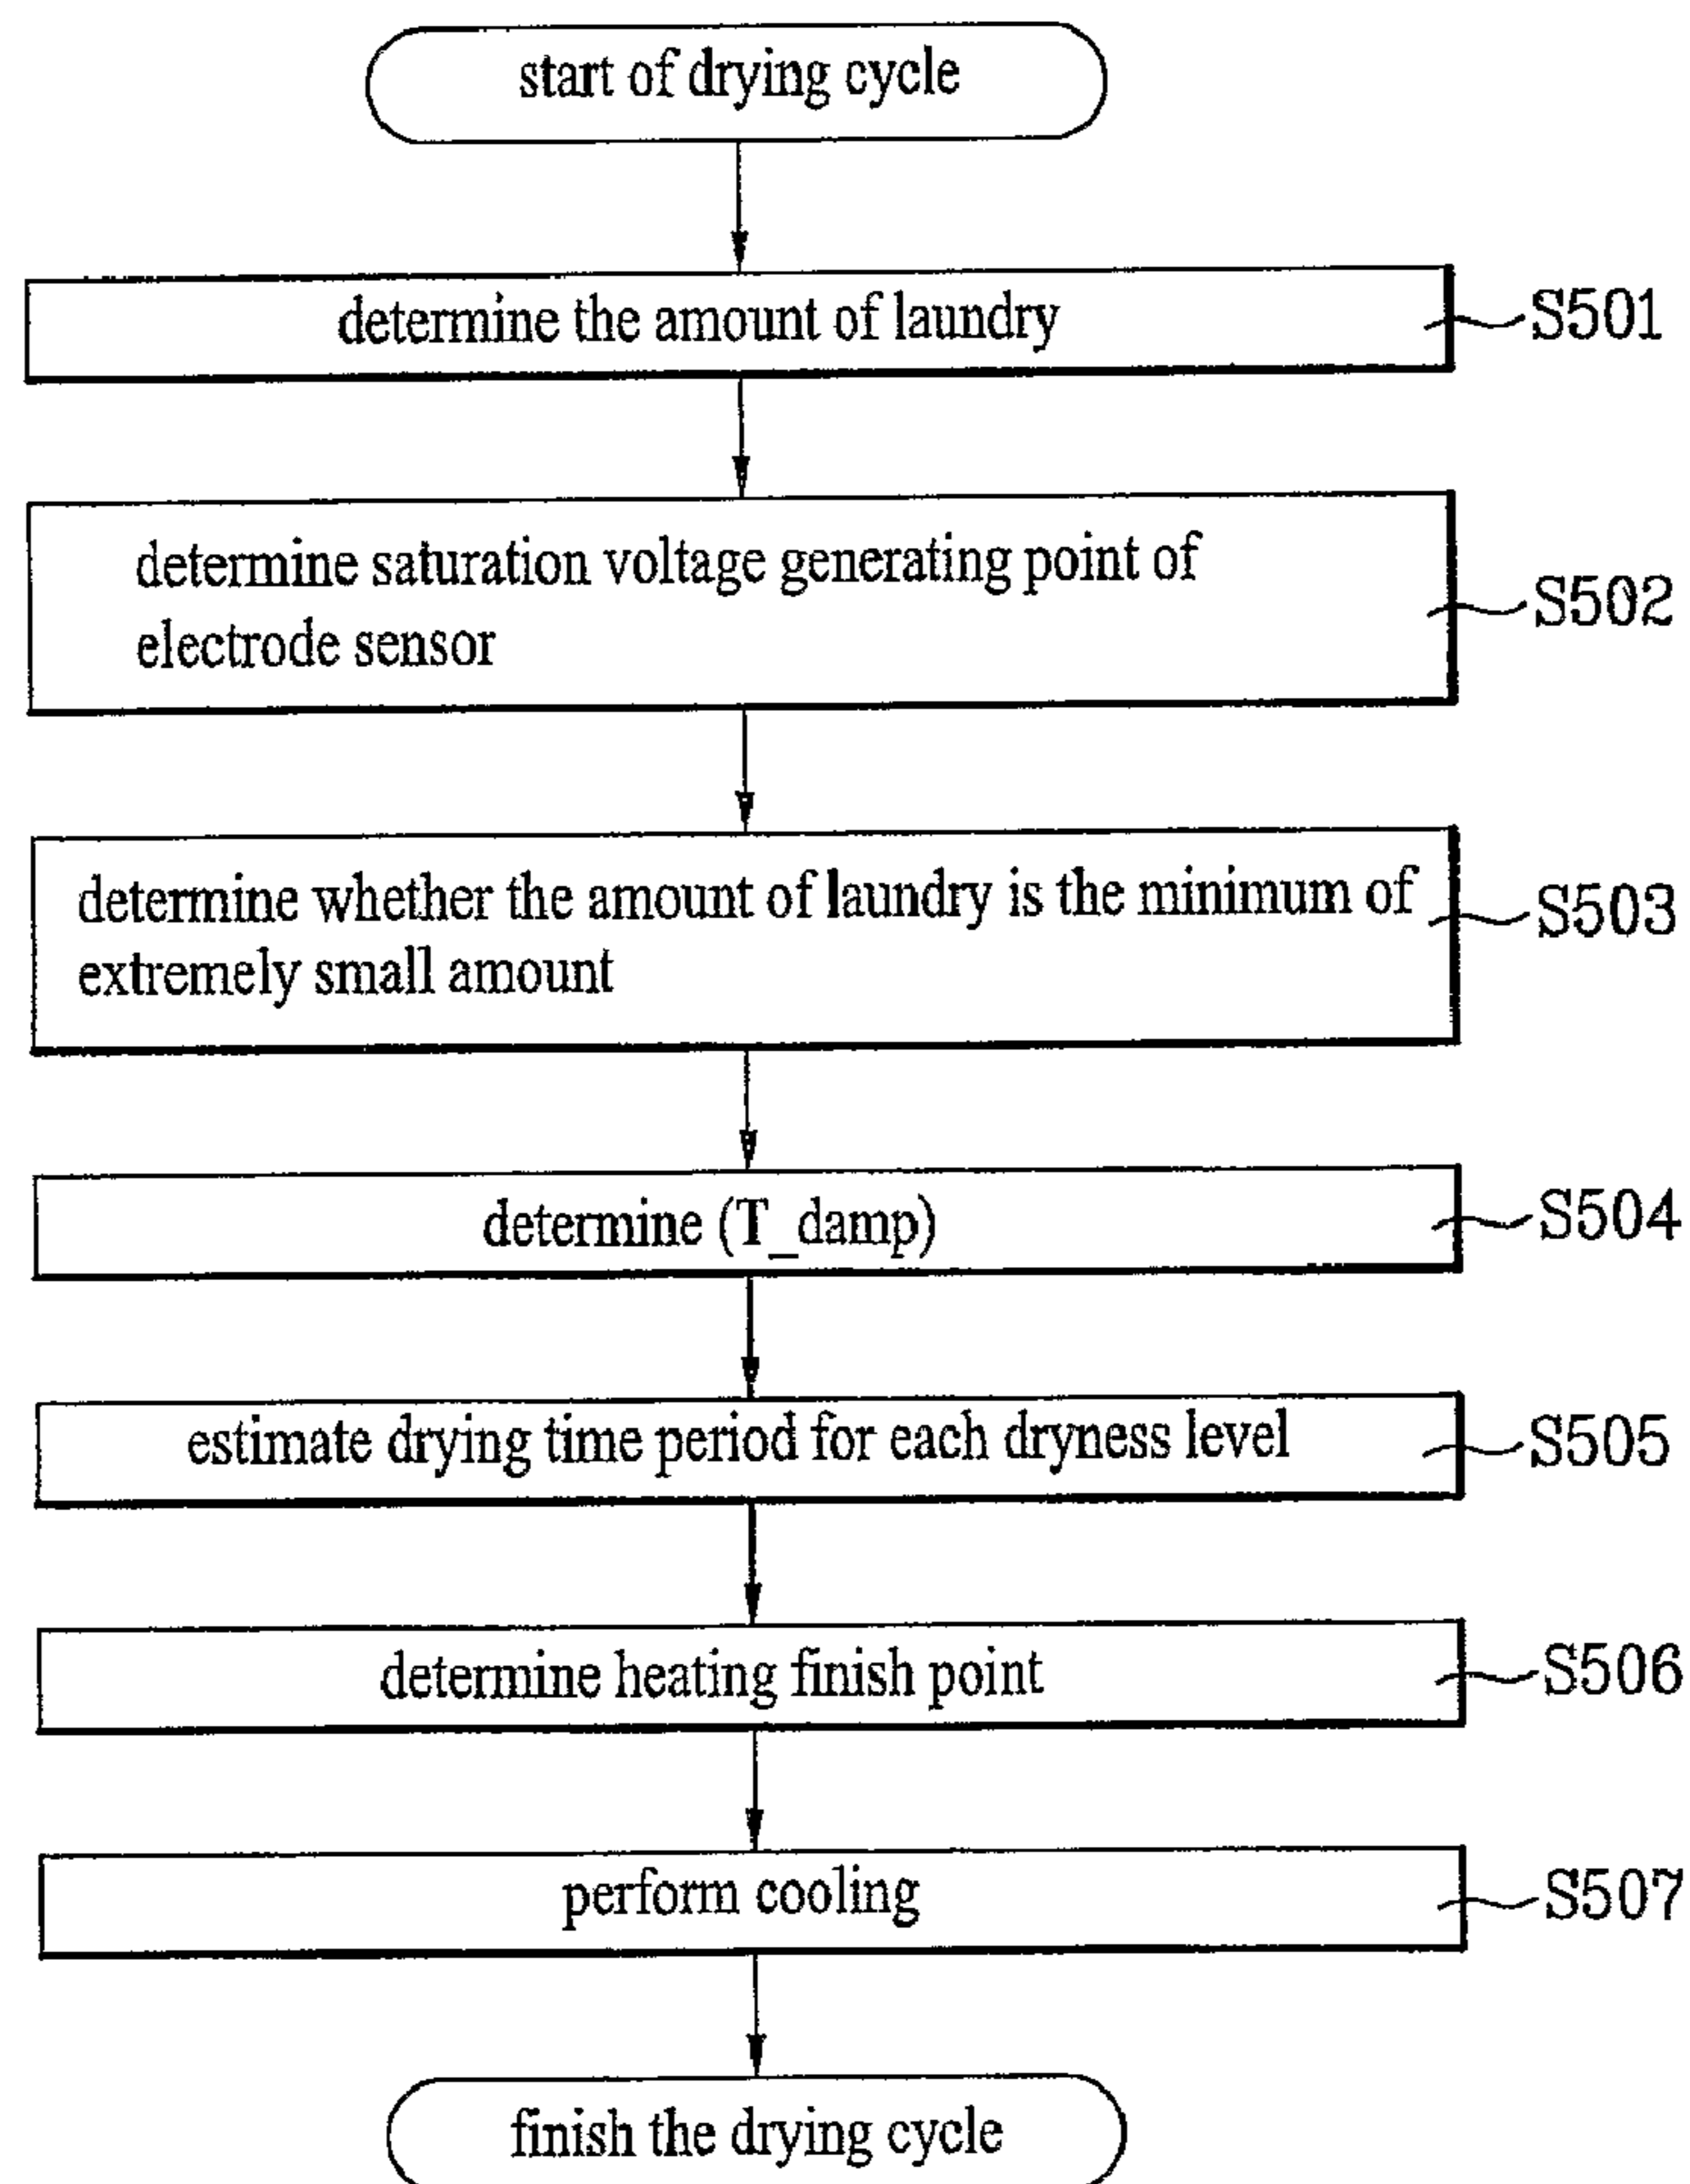 start of drying cycle
determine the amount of laundry
S501
determine saturation voltage generating point of
electrode sensor
S502
determine whether the amount of laundry is the minimum of
extremely small amount
S503
determine (T_damp)
S504
estimate drying time period for each dryness level
S505
determine heating finish point
S506
perform cooling
S507
finish the drying cycle